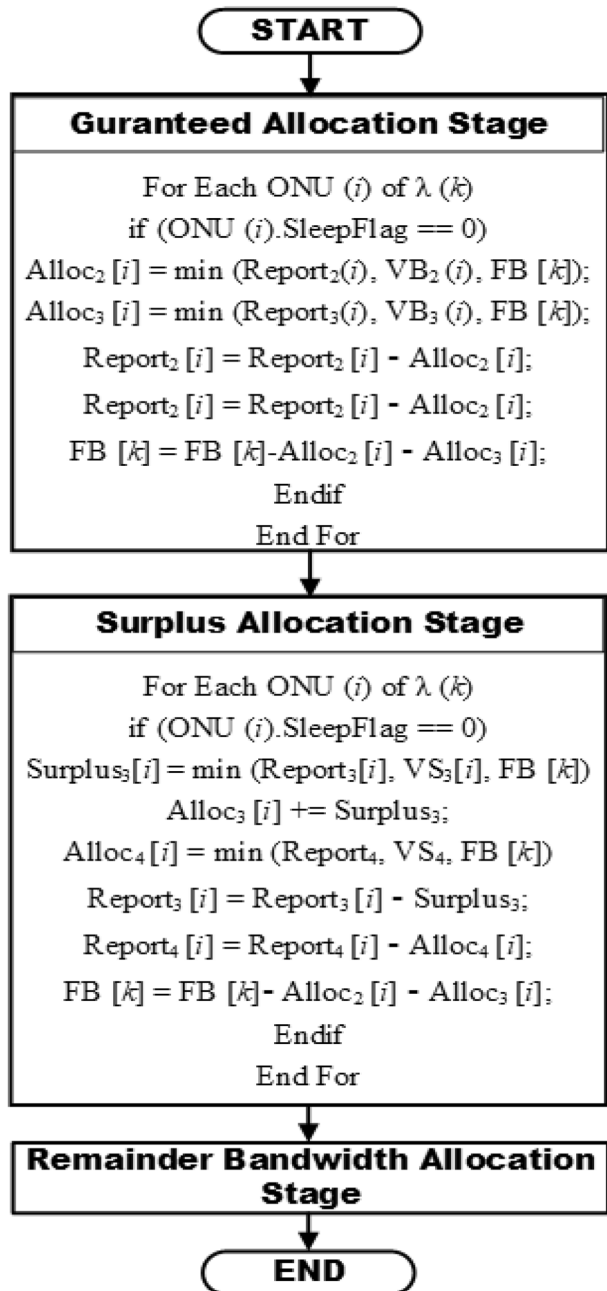 START
Guranteed Allocation Stage
For Each ONU (i) of λ (k)
if (ONU (i).SleepFlag == 0)
Alloc₂ [i] = min (Report₂(i), VB₂ (i), FB [k]);
Alloc₃ [i] = min (Report₃(i), VB₃ (i), FB [k]);
Report₂ [i] = Report₂ [i] - Alloc₂ [i];
Report₂ [i] = Report₂ [i] - Alloc₂ [i];
FB [k] = FB [k]-Alloc₂ [i] - Alloc₃ [i];
Endif
End For
Surplus Allocation Stage
For Each ONU (i) of λ (k)
if (ONU (i).SleepFlag == 0)
Surplus₃[i] = min (Report₃[i], VS₃[i], FB [k])
Alloc₃ [i] += Surplus₃;
Alloc₄ [i] = min (Report₄, VS₄, FB [k])
Report₃ [i] = Report₃ [i] - Surplus₃;
Report₄ [i] = Report₄ [i] - Alloc₄ [i];
FB [k] = FB [k]- Alloc₂ [i] - Alloc₃ [i];
Endif
End For
Remainder Bandwidth Allocation
Stage
END